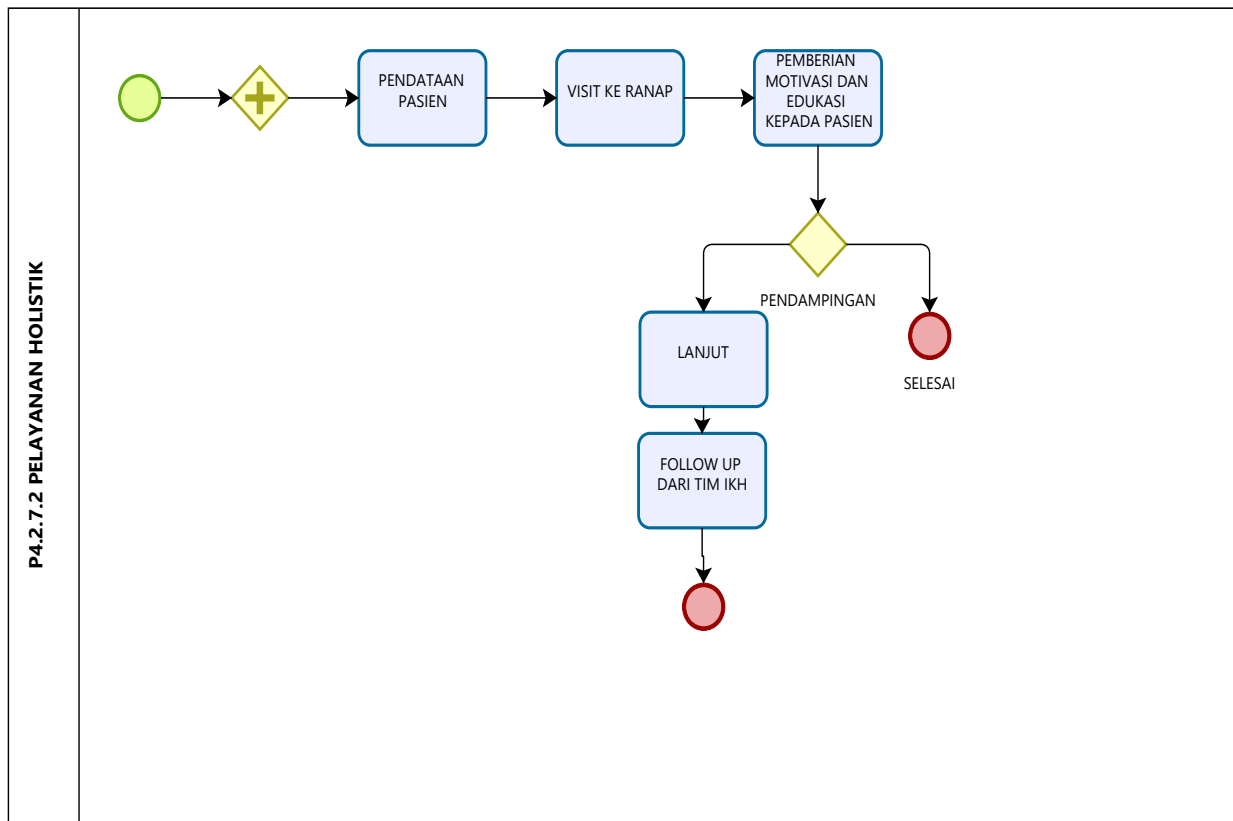 P4.2.7.2 PELAYANAN HOLISTIK
PENDATAAN
PASIEN
VISIT KE RANAP
PEMBERIAN
MOTIVASI DAN
EDUKASI
KEPADA PASIEN
PENDAMPINGAN
LANJUT
SELESAI
FOLLOW UP
DARI TIM IKH